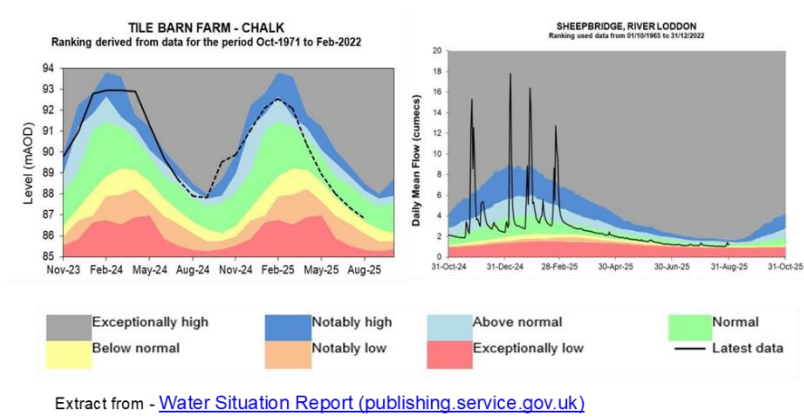 TILE BARN FARM - CHALK
Ranking derived from data for the period Oct-1971 to Feb-2022
Level (mAOD)
94
93
92
91
90
89
88
87
86
85
Nov-23 Feb-24 May-24 Aug-24 Nov-24 Feb-25 May-25 Aug-25
SHEEPBRIDGE, RIVER LODDON
Ranking used data from 01/10/1965 to 31/12/2022
Daily Mean Flow (cumecs)
20
18
16
14
12
10
8
6
4
2
0
31-Oct-24 31-Dec-24 28-Feb-25 30-Apr-25 30-Jun-25 31-Aug-25 31-Oct-25
Exceptionally high Notably high Above normal Normal
Below normal Notably low Exceptionally low Latest data
Extract from - Water Situation Report (publishing.service.gov.uk)